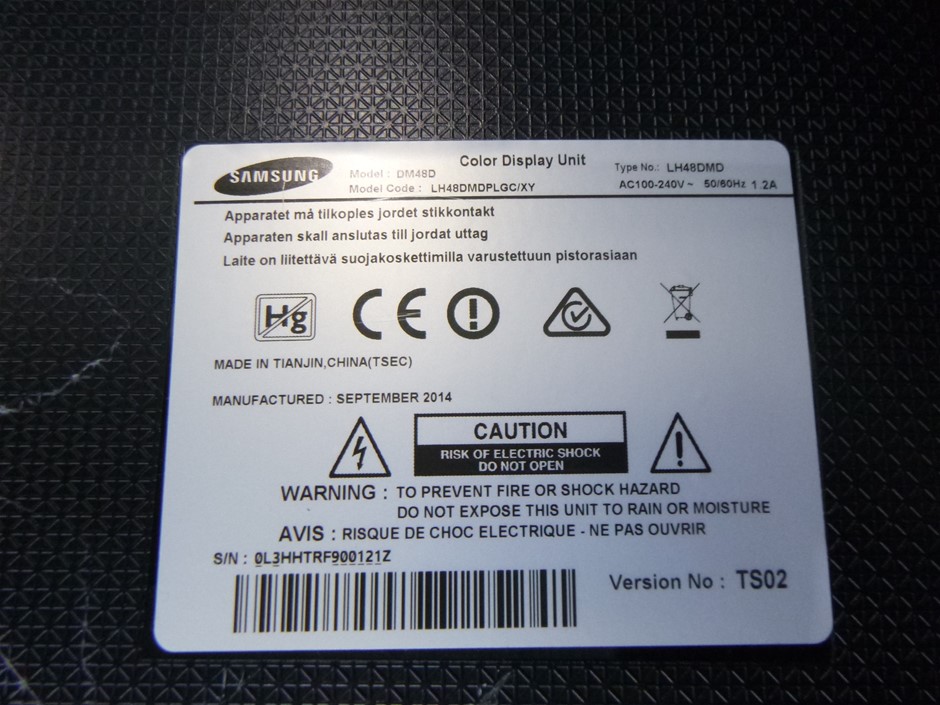 SAMSUNG
Color Display Unit
Model : DM48D
Type No.: LH48DMD
Model Code : LH48DMDPLGC/XY
AC100-240V~ 50/60Hz 1.2A
Apparatet må tilkoples jordet stikkontakt
Apparaten skall anslutas till jordat uttag
Laite on liitettävä suojakoskettimilla varustettuun pistorasiaan
Hg
CE
MADE IN TIANJIN,CHINA(TSEC)
MANUFACTURED : SEPTEMBER 2014
CAUTION
RISK OF ELECTRIC SHOCK
DO NOT OPEN
WARNING : TO PREVENT FIRE OR SHOCK HAZARD
DO NOT EXPOSE THIS UNIT TO RAIN OR MOISTURE
AVIS : RISQUE DE CHOC ELECTRIQUE - NE PAS OUVRIR
S/N : 0L3HHTRF900121Z
Version No : TS02